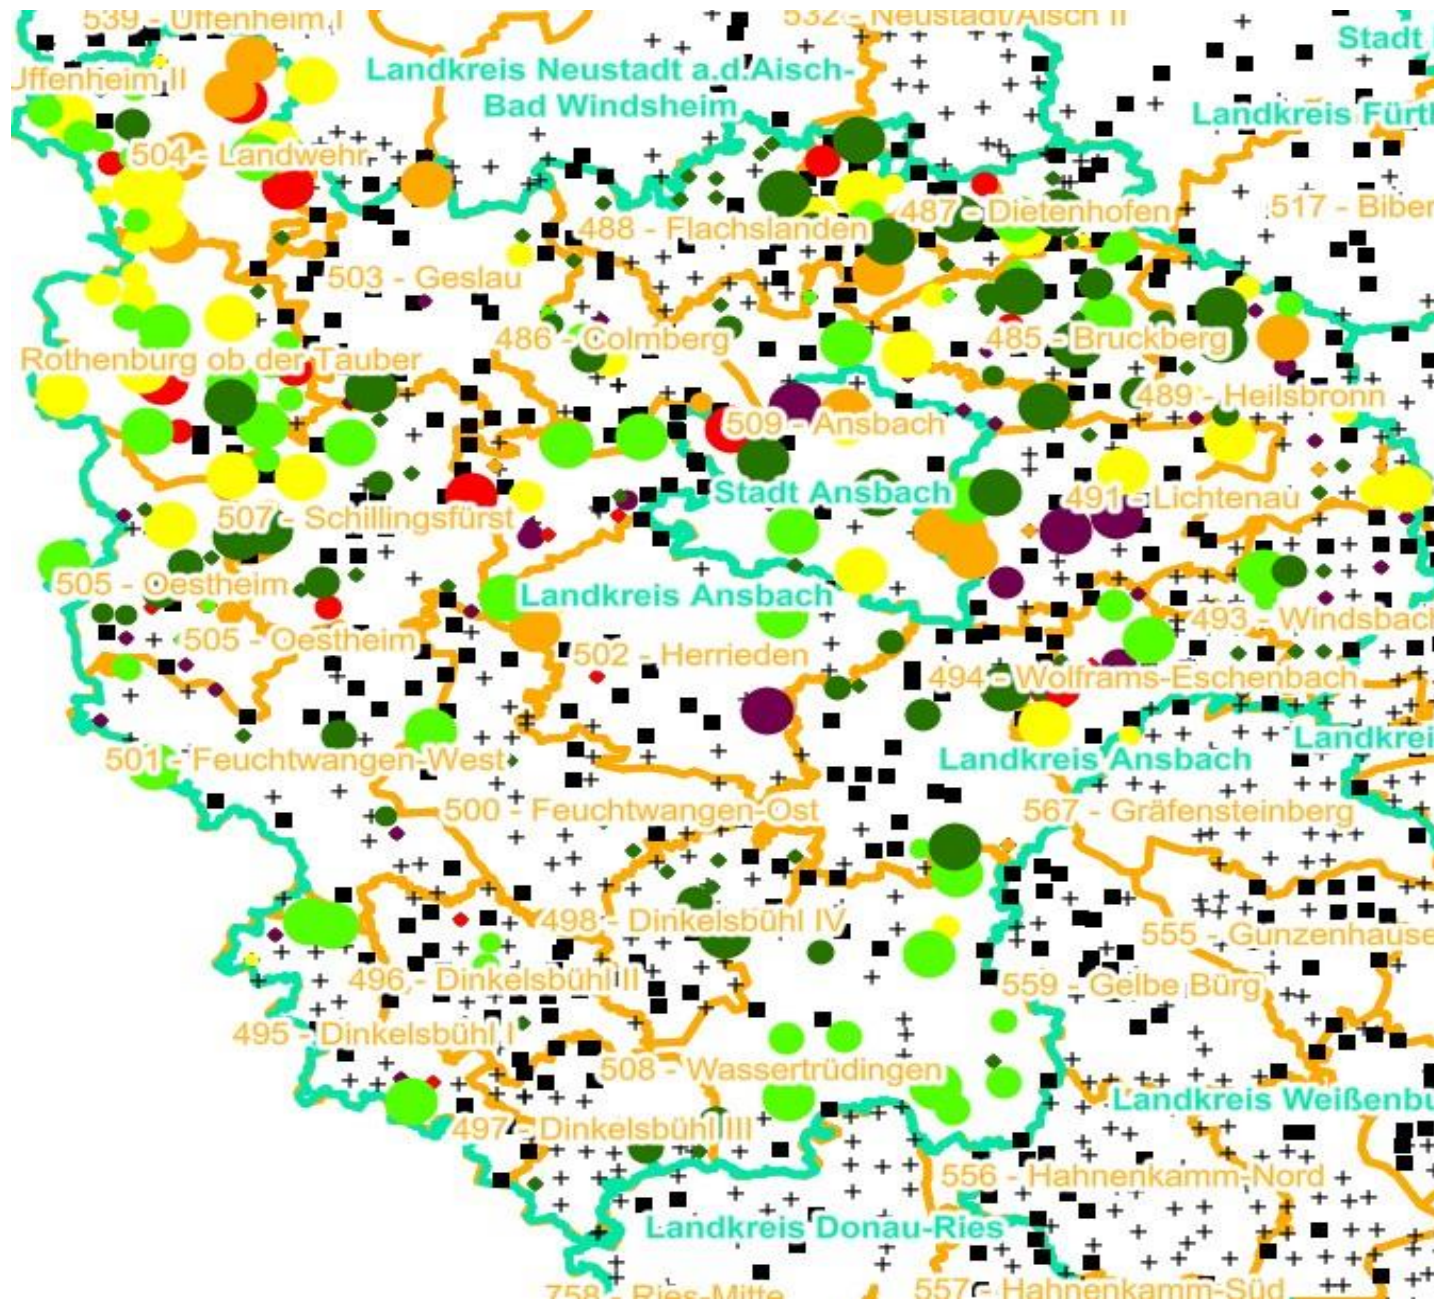 539 - Uffenheim I
532 - Neustadt/Aisch II
Stadt
Landkreis Neustadt a.d.Aisch-
Bad Windsheim
Uffenheim II
Landkreis Fürth
504 - Landwehr
488 - Flachslanden
487 - Dietenhofen
517 - Biber
503 - Geslau
486 - Colmberg
485 - Bruckberg
Rothenburg ob der Tauber
489 - Heilsbronn
509 - Ansbach
Stadt Ansbach
491 - Lichtenau
507 - Schillingsfürst
505 - Oestheim
Landkreis Ansbach
493 - Windsbach
505 - Oestheim
502 - Herrieden
494 - Wolframs-Eschenbach
Landkrei
501 - Feuchtwangen-West
Landkreis Ansbach
500 - Feuchtwangen-Ost
567 - Gräfensteinberg
498 - Dinkelsbühl IV
555 - Gunzenhause
496 - Dinkelsbühl II
559 - Gelbe Bürg
495 - Dinkelsbühl I
508 - Wassertrüdingen
Landkreis Weißenbu
497 - Dinkelsbühl III
556 - Hahnenkamm-Nord
Landkreis Donau-Ries
758 - Ries-Mitte
557 - Hahnenkamm-Süd